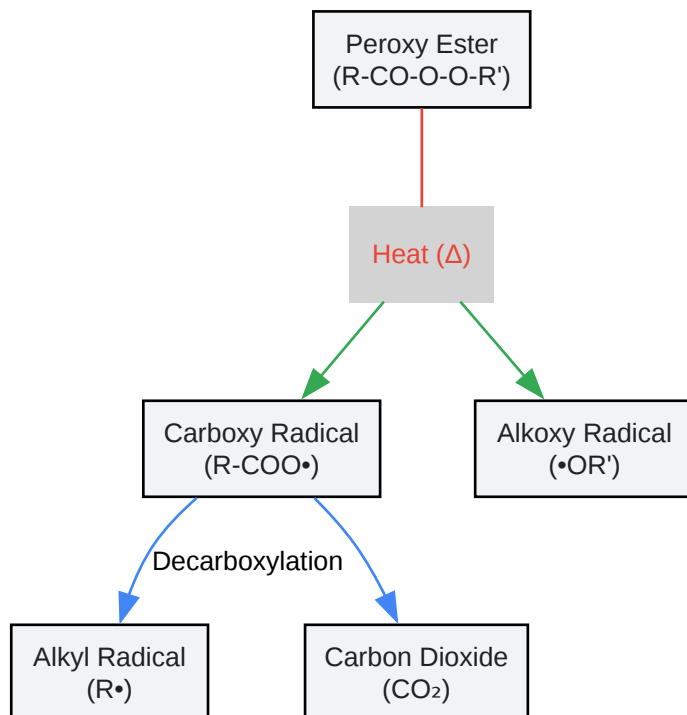 Peroxy Ester
(R-CO-O-O-R')
Heat (Δ)
Carboxy Radical
(R-COO•)
Alkoxy Radical
(•OR')
Decarboxylation
Alkyl Radical
(R•)
Carbon Dioxide
(CO₂)